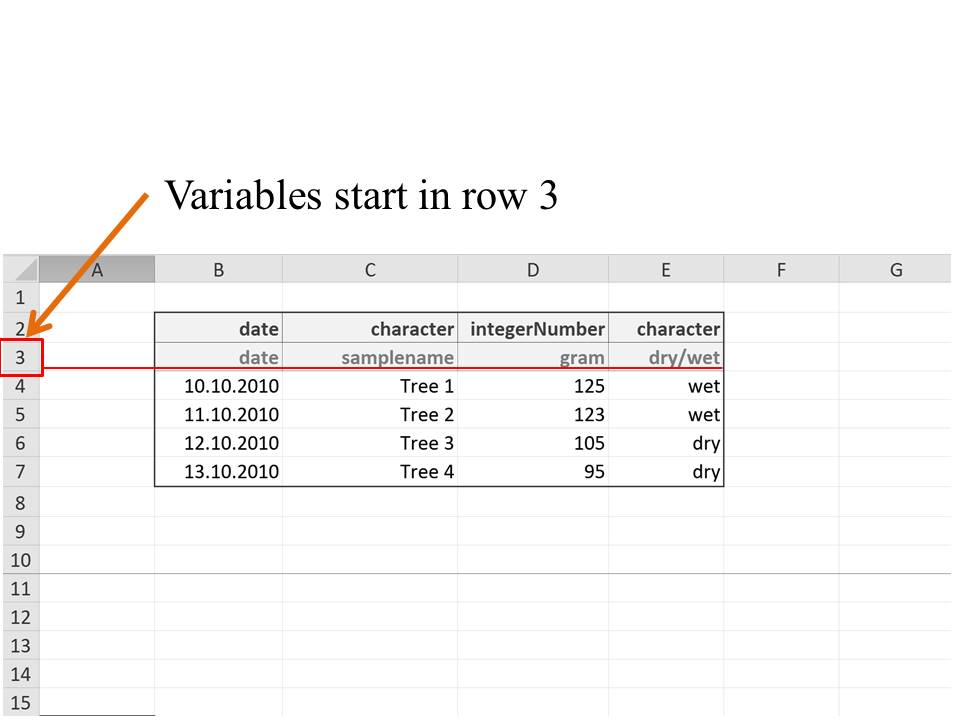 Variables start in row 3
A B C D E F G
1
2 date character integerNumber character
3 date samplename gram dry/wet
4 10.10.2010 Tree 1 125 wet
5 11.10.2010 Tree 2 123 wet
6 12.10.2010 Tree 3 105 dry
7 13.10.2010 Tree 4 95 dry
8
9
10
11
12
13
14
15